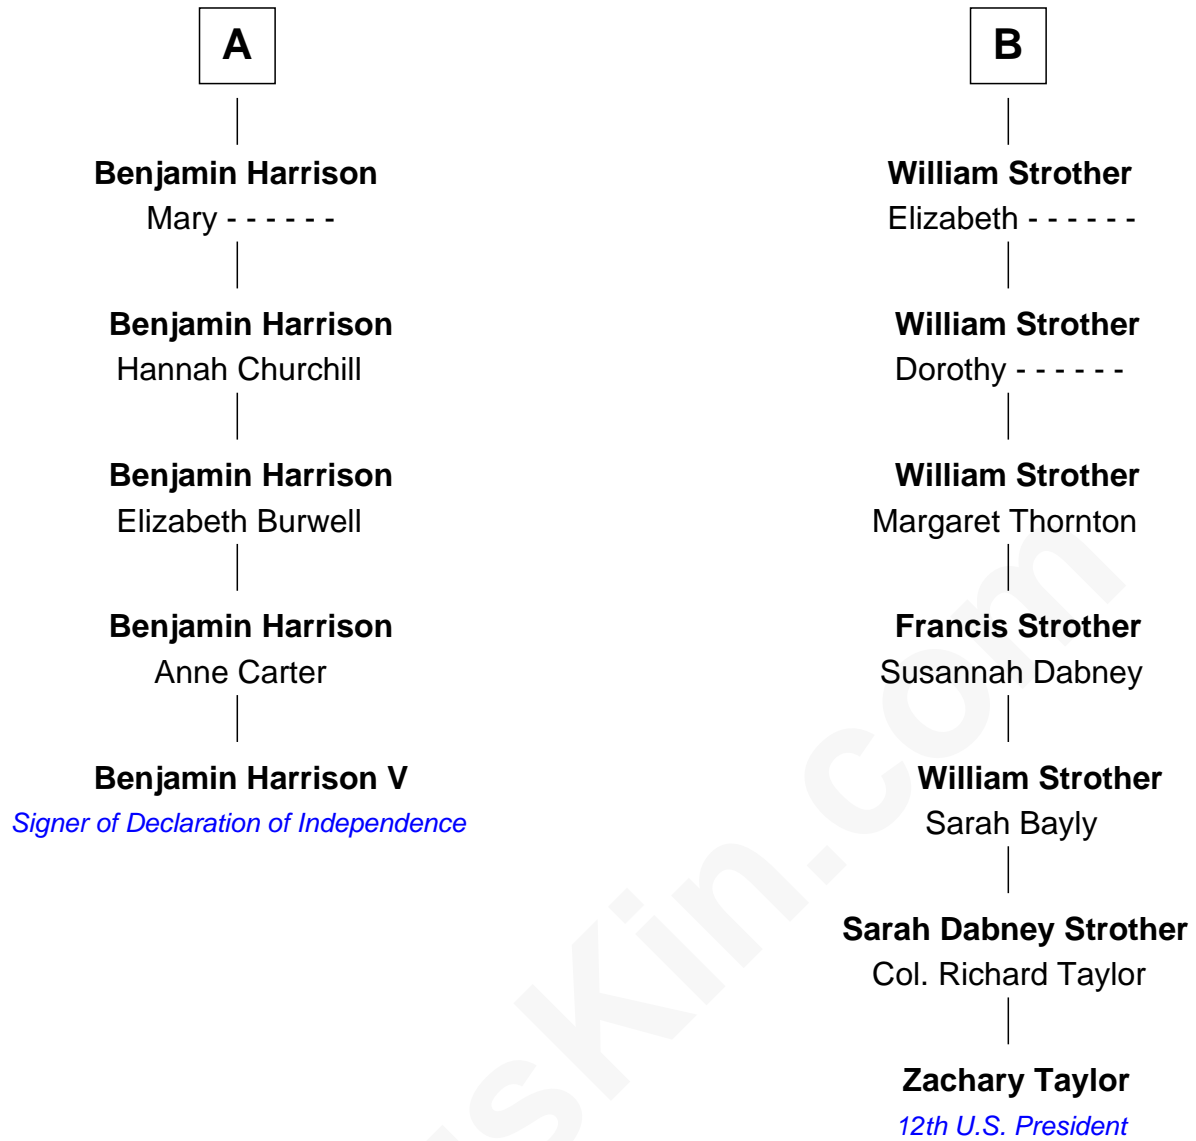 A
Benjamin Harrison
Mary - - - - - -
Benjamin Harrison
Hannah Churchill
Benjamin Harrison
Elizabeth Burwell
Benjamin Harrison
Anne Carter
Benjamin Harrison V
Signer of Declaration of Independence
B
William Strother
Elizabeth - - - - - -
William Strother
Dorothy - - - - - -
William Strother
Margaret Thornton
Francis Strother
Susannah Dabney
William Strother
Sarah Bayly
Sarah Dabney Strother
Col. Richard Taylor
Zachary Taylor
12th U.S. President